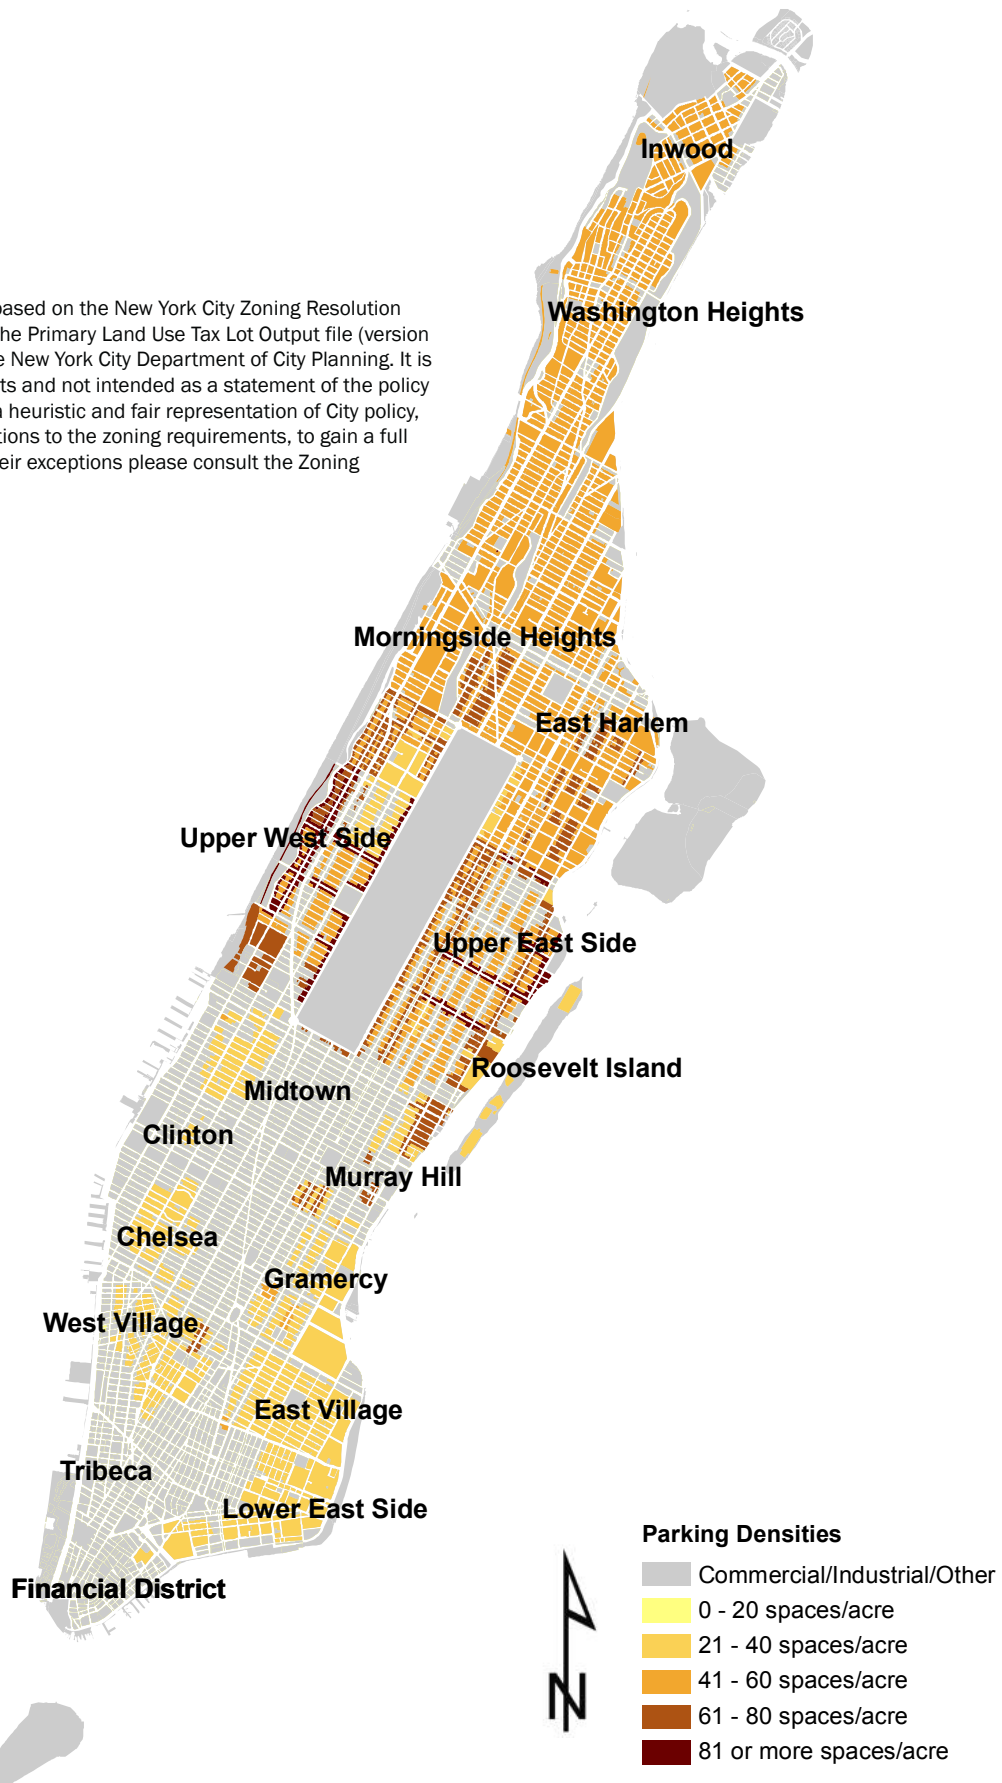 Inwood
based on the New York City Zoning Resolution
Washington Heights
the Primary Land Use Tax Lot Output file (version
New York City Department of City Planning. It is
and not intended as a statement of the policy
heuristic and fair representation of City policy,
to the zoning requirements, to gain a full
exceptions please consult the Zoning
Morningside Heights
East Harlem
Upper West Side
Upper East Side
Roosevelt Island
Midtown
Clinton
Murray Hill
Chelsea
Gramercy
West Village
East Village
Tribeca
Lower East Side
Financial District
N
Parking Densities
Commercial/Industrial/Other
0 - 20 spaces/acre
21 - 40 spaces/acre
41 - 60 spaces/acre
61 - 80 spaces/acre
81 or more spaces/acre